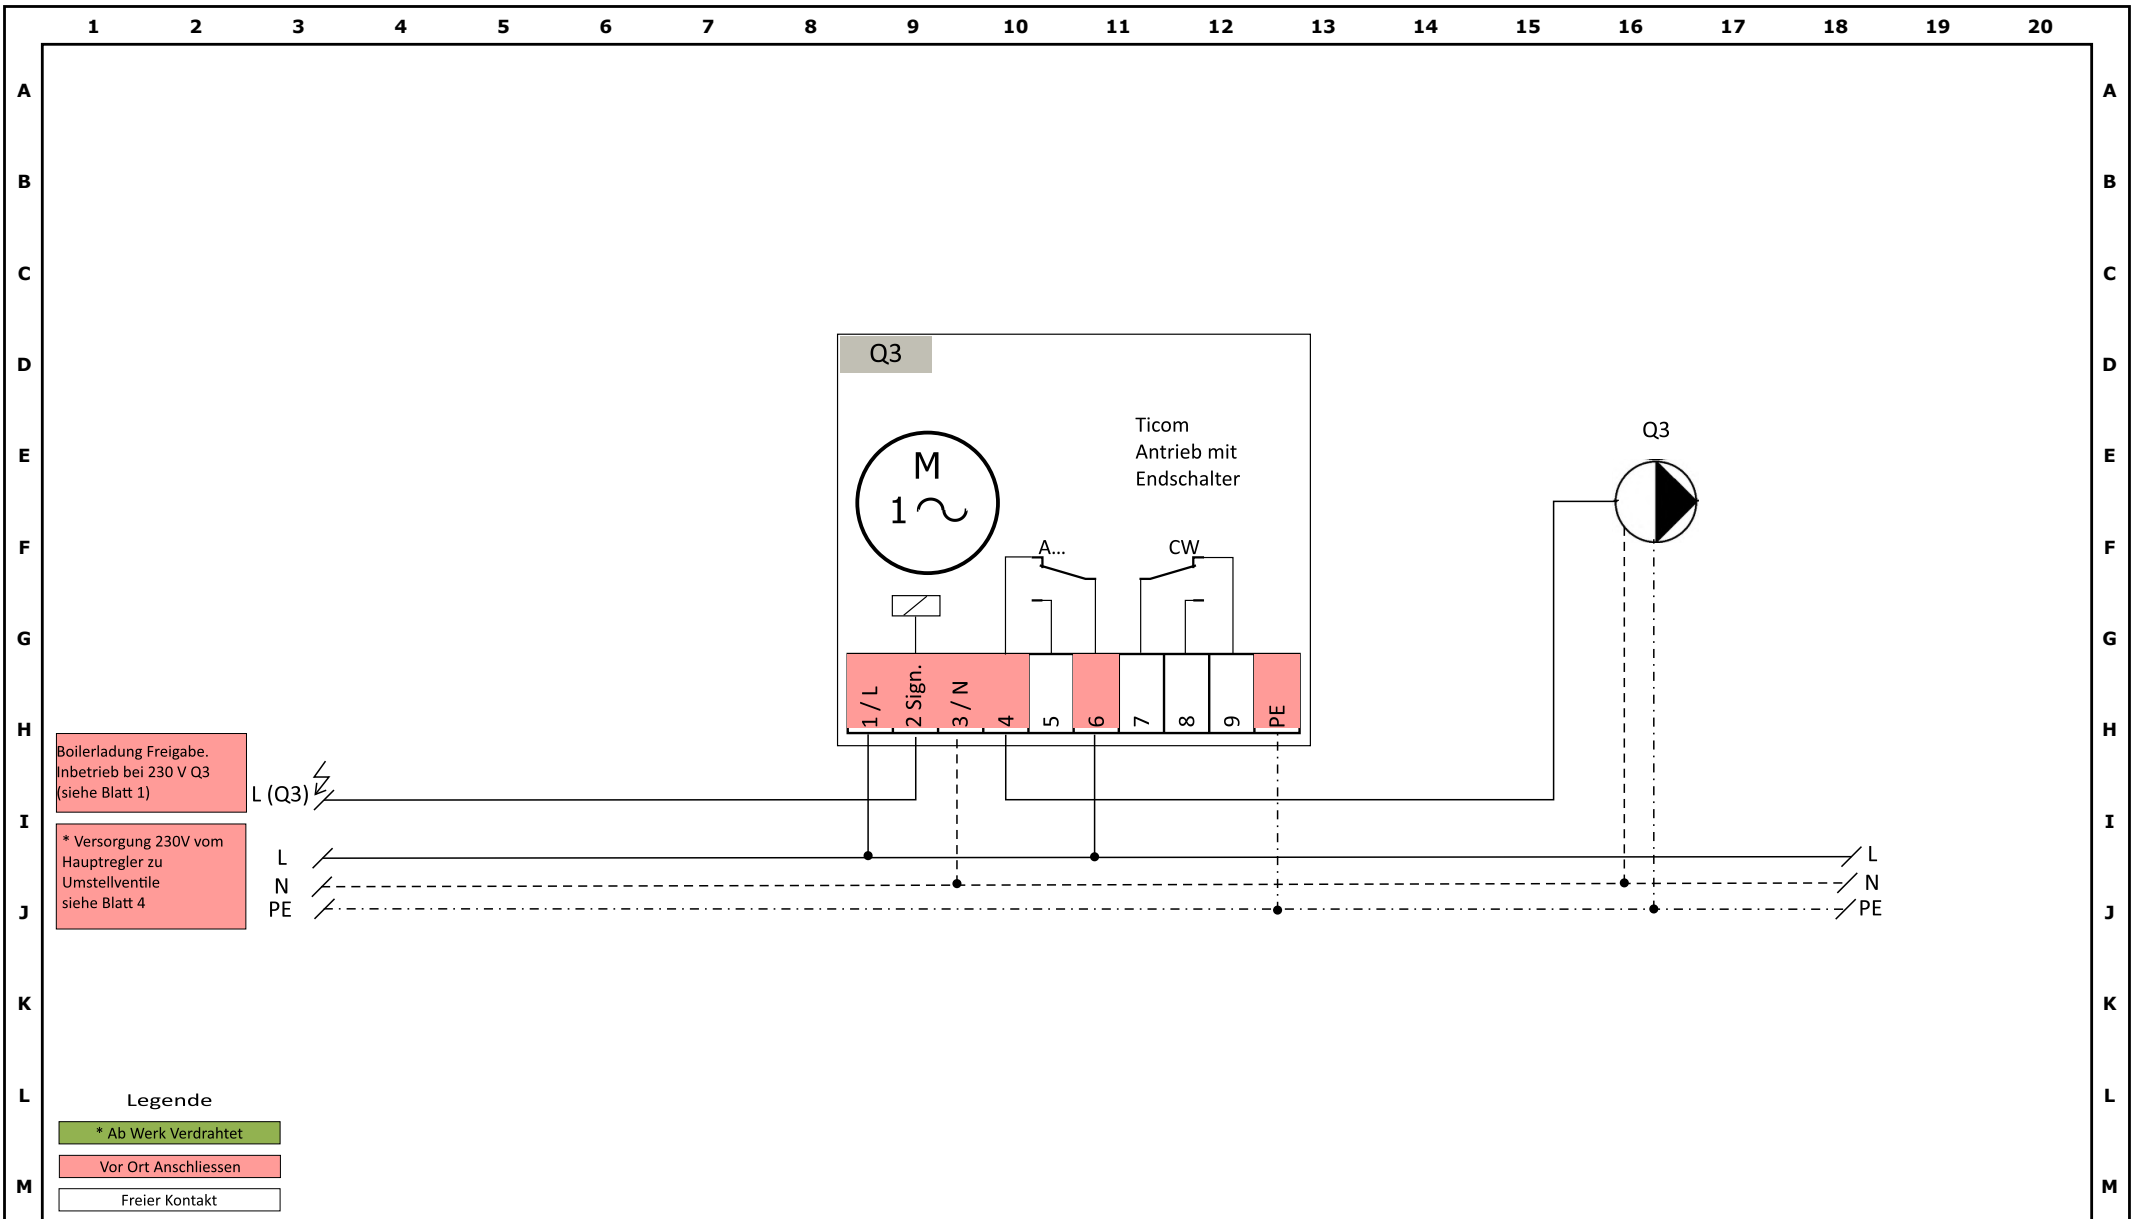 1 2 3 4 5 6 7 8 9 10 11 12 13 14 15 16 17 18 19 20
A A
B B
C C
D D
Q3
Ticom
Antrieb mit
Endschalter
Q3
E E
M
1
F F
A...
CW
G G
1 / L
2 Sign.
3 / N
4
5
6
7
8
9
PE
H H
Boilerladung Freigabe.
Inbetrieb bei 230 V Q3
(siehe Blatt 1)
L (Q3)
I I
* Versorgung 230V vom
Hauptregler zu
Umstellventile
siehe Blatt 4
L L
N N
PE PE
J J
K K
L L
Legende
* Ab Werk Verdrahtet
Vor Ort Anschliessen
Freier Kontakt
M M